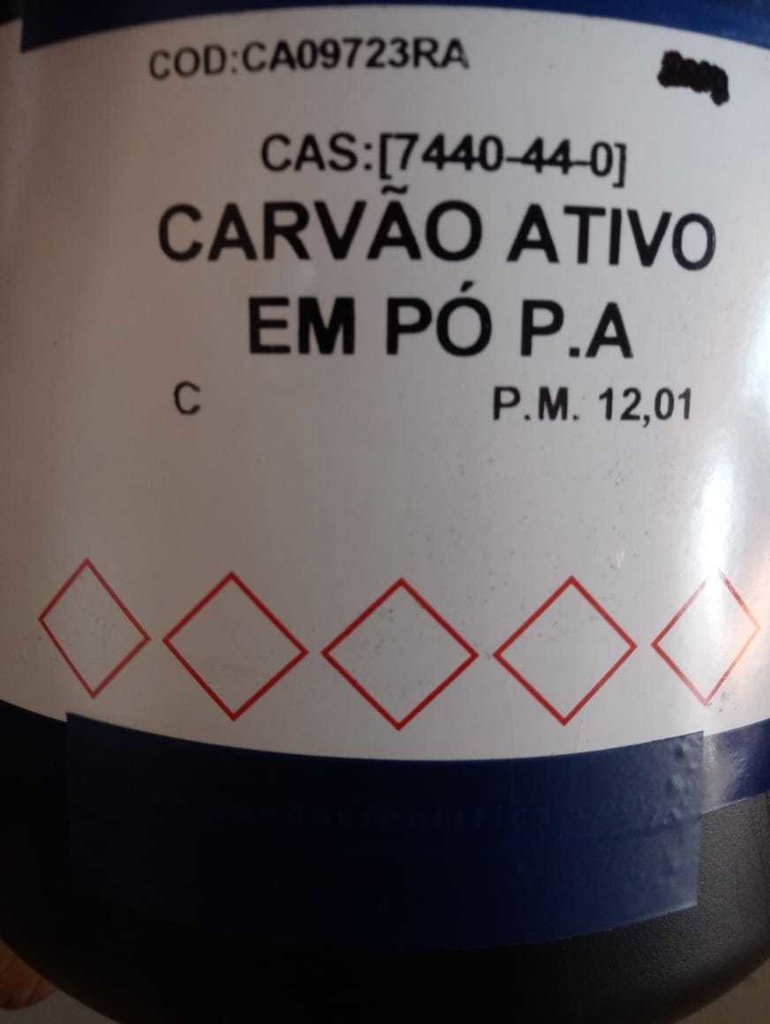 COD:CA09723RA
CAS:[7440-44-0]
CARVÃO ATIVO
EM PÓ P.A
C P.M. 12,01